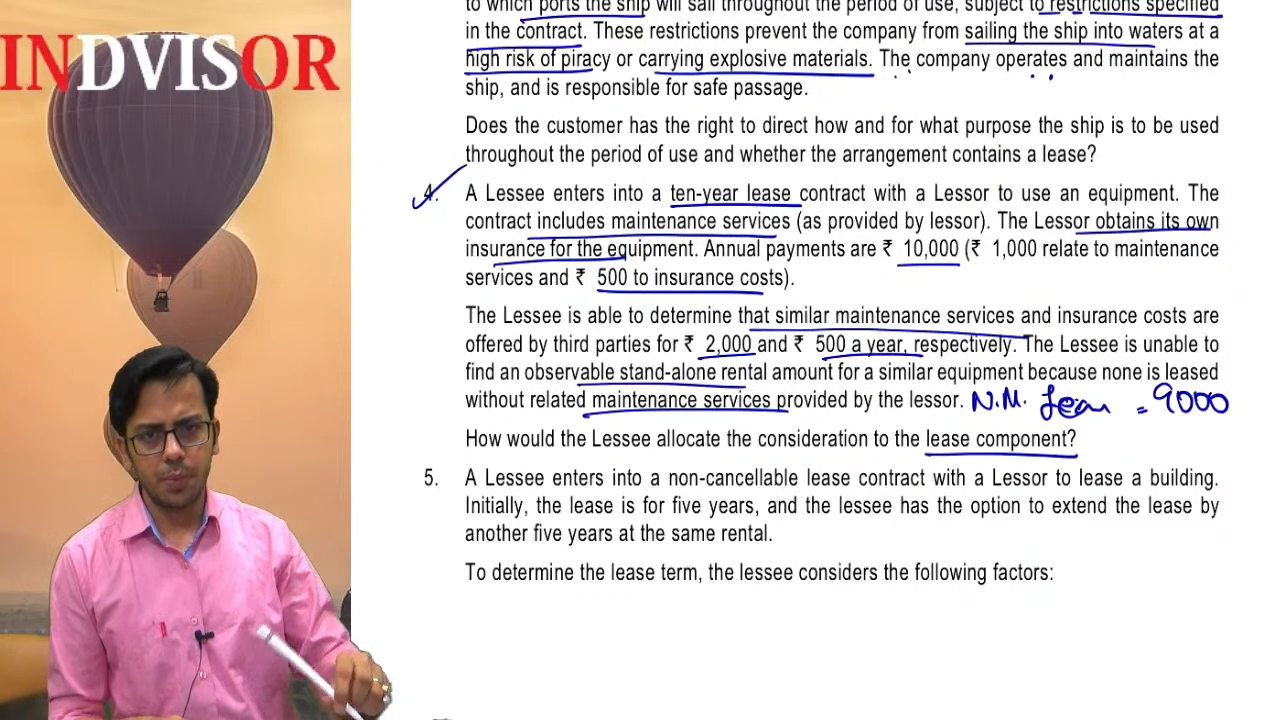 INDVISOR
to which ports the ship will sail throughout the period of use, subject to restrictions specified
in the contract. These restrictions prevent the company from sailing the ship into waters at a
high risk of piracy or carrying explosive materials. The company operates and maintains the
ship, and is responsible for safe passage.
Does the customer has the right to direct how and for what purpose the ship is to be used
throughout the period of use and whether the arrangement contains a lease?
4. A Lessee enters into a ten-year lease contract with a Lessor to use an equipment. The
contract includes maintenance services (as provided by lessor). The Lessor obtains its own
insurance for the equipment. Annual payments are ₹ 10,000 (₹ 1,000 relate to maintenance
services and ₹ 500 to insurance costs).
The Lessee is able to determine that similar maintenance services and insurance costs are
offered by third parties for ₹ 2,000 and ₹ 500 a year, respectively. The Lessee is unable to
find an observable stand-alone rental amount for a similar equipment because none is leased
without related maintenance services provided by the lessor. N.M. = 9000
How would the Lessee allocate the consideration to the lease component?
5. A Lessee enters into a non-cancellable lease contract with a Lessor to lease a building.
Initially, the lease is for five years, and the lessee has the option to extend the lease by
another five years at the same rental.
To determine the lease term, the lessee considers the following factors: